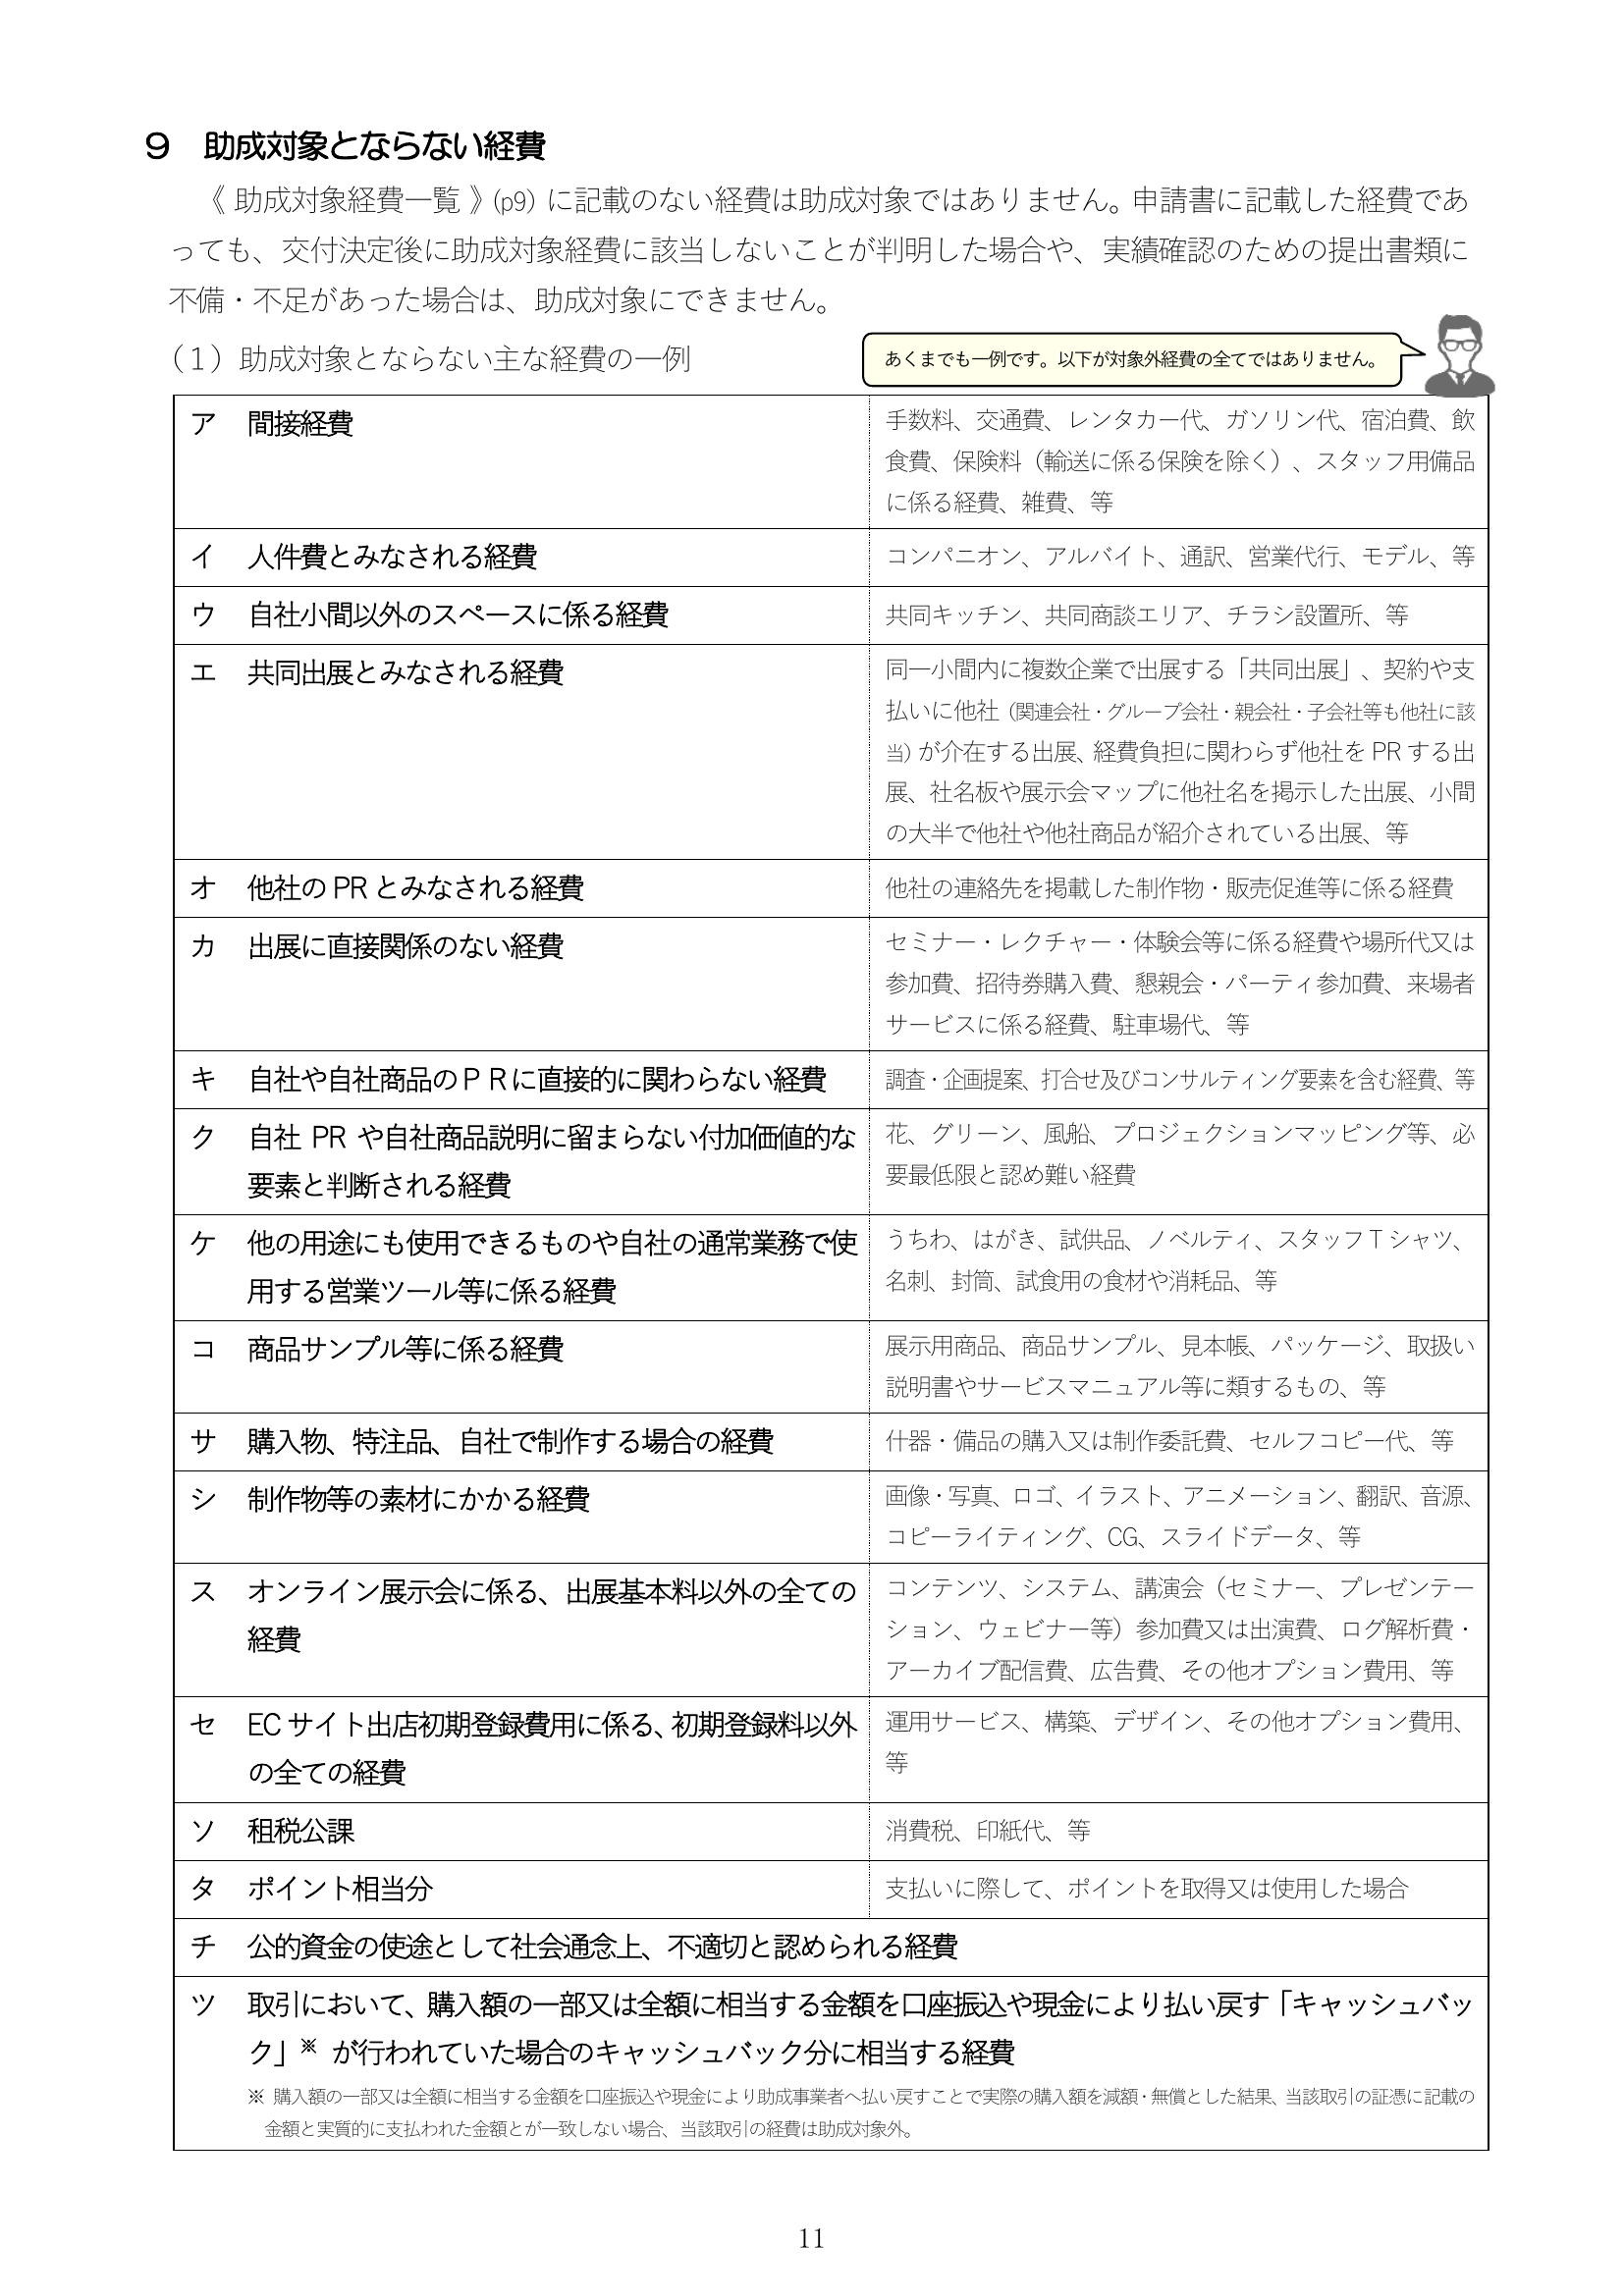 ９　助成対象とならない経費
《 助成対象経費一覧 》(p9) に記載のない経費は助成対象ではありません。申請書に記載した経費であ
っても、交付決定後に助成対象経費に該当しないことが判明した場合や、実績確認のための提出書類に
不備・不足があった場合は、助成対象にできません。
（１）助成対象とならない主な経費の一例
あくまでも一例です。以下が対象外経費の全てではありません。
ア　間接経費
手数料、交通費、レンタカー代、ガソリン代、宿泊費、飲
食費、保険料（輸送に係る保険を除く）、スタッフ用備品
に係る経費、雑費、等
イ　人件費とみなされる経費
コンパニオン、アルバイト、通訳、営業代行、モデル、等
ウ　自社小間以外のスペースに係る経費
共同キッチン、共同商談エリア、チラシ設置所、等
エ　共同出展とみなされる経費
同一小間内に複数企業で出展する「共同出展」、契約や支
払いに他社 (関連会社・グループ会社・親会社・子会社等も他社に該
当) が介在する出展、経費負担に関わらず他社を PR する出
展、社名板や展示会マップに他社名を掲示した出展、小間
の大半で他社や他社商品が紹介されている出展、等
オ　他社の PR とみなされる経費
他社の連絡先を掲載した制作物・販売促進等に係る経費
カ　出展に直接関係のない経費
セミナー・レクチャー・体験会等に係る経費や場所代又は
参加費、招待券購入費、懇親会・パーティ参加費、来場者
サービスに係る経費、駐車場代、等
キ　自社や自社商品のＰＲに直接的に関わらない経費
調査・企画提案、打合せ及びコンサルティング要素を含む経費、等
ク　自社 PR や自社商品説明に留まらない付加価値的な
要素と判断される経費
花、グリーン、風船、プロジェクションマッピング等、必
要最低限と認め難い経費
ケ　他の用途にも使用できるものや自社の通常業務で使
用する営業ツール等に係る経費
うちわ、はがき、試供品、ノベルティ、スタッフＴシャツ、
名刺、封筒、試食用の食材や消耗品、等
コ　商品サンプル等に係る経費
展示用商品、商品サンプル、見本帳、パッケージ、取扱い
説明書やサービスマニュアル等に類するもの、等
サ　購入物、特注品、自社で制作する場合の経費
什器・備品の購入又は制作委託費、セルフコピー代、等
シ　制作物等の素材にかかる経費
画像・写真、ロゴ、イラスト、アニメーション、翻訳、音源、
コピーライティング、CG、スライドデータ、等
ス　オンライン展示会に係る、出展基本料以外の全ての
経費
コンテンツ、システム、講演会（セミナー、プレゼンテー
ション、ウェビナー等）参加費又は出演費、ログ解析費・
アーカイブ配信費、広告費、その他オプション費用、等
セ　EC サイト出店初期登録費用に係る、初期登録料以外
の全ての経費
運用サービス、構築、デザイン、その他オプション費用、
等
ソ　租税公課
消費税、印紙代、等
タ　ポイント相当分
支払いに際して、ポイントを取得又は使用した場合
チ　公的資金の使途として社会通念上、不適切と認められる経費
ツ　取引において、購入額の一部又は全額に相当する金額を口座振込や現金により払い戻す「キャッシュバッ
ク」※ が行われていた場合のキャッシュバック分に相当する経費
※ 購入額の一部又は全額に相当する金額を口座振込や現金により助成事業者へ払い戻すことで実際の購入額を減額・無償とした結果、当該取引の証憑に記載の
金額と実質的に支払われた金額とが一致しない場合、当該取引の経費は助成対象外。
11